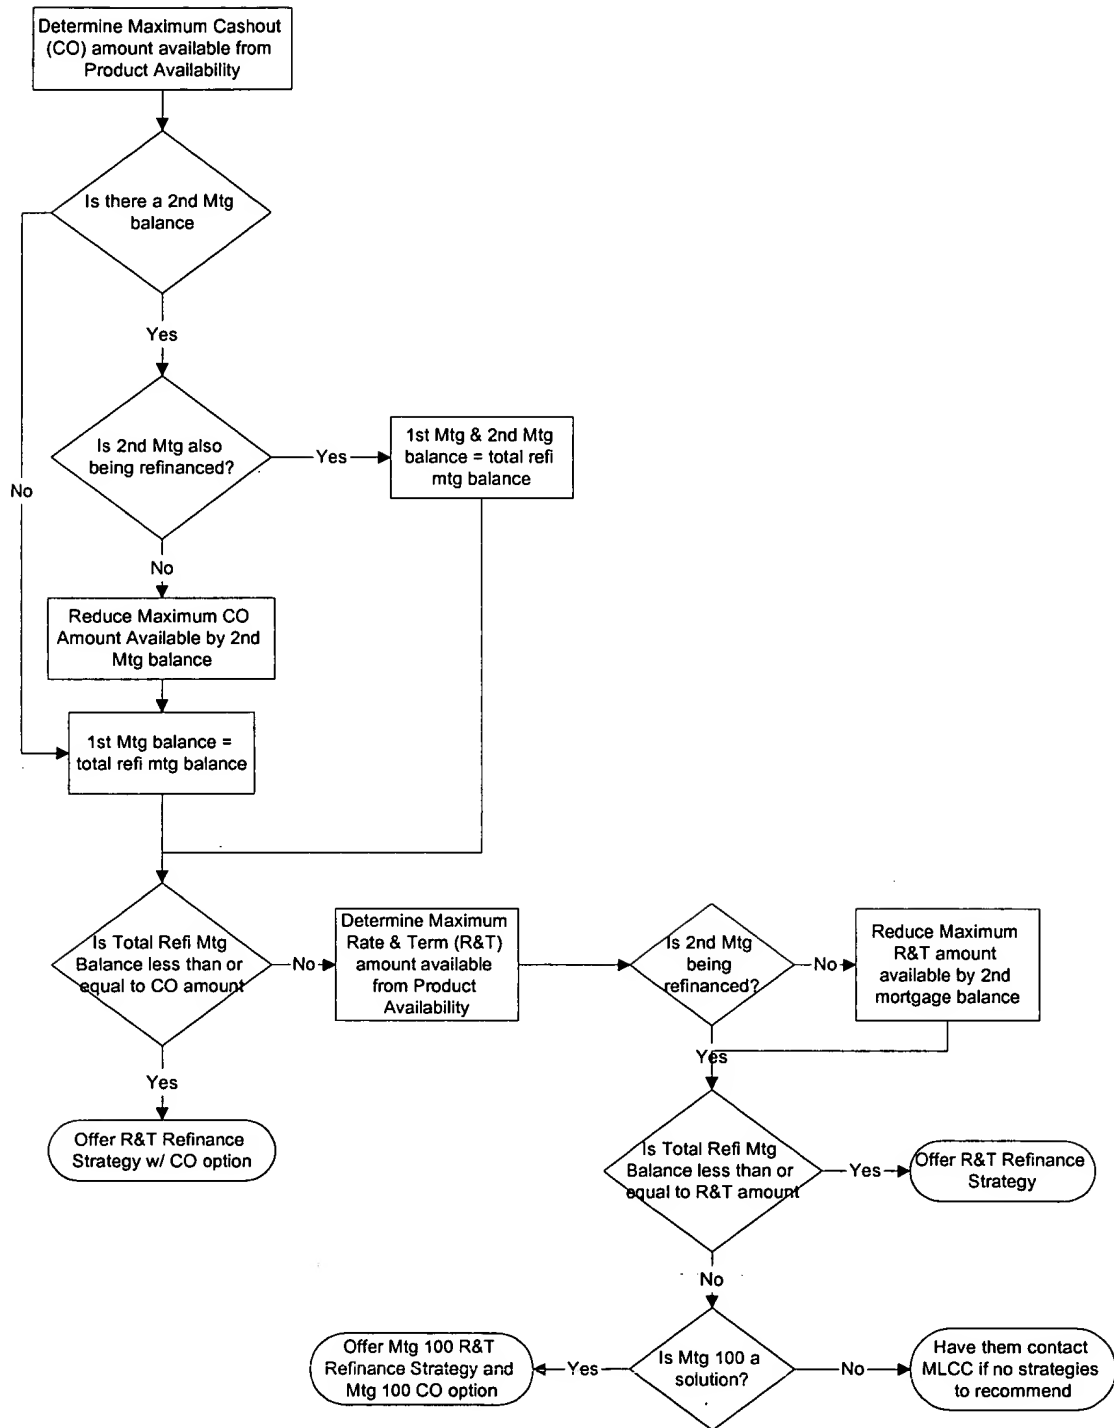 Determine Maximum Cashout
(CO) amount available from
Product Availability
Is there a 2nd Mtg
balance
Yes
Is 2nd Mtg also
being refinanced?
Yes
1st Mtg & 2nd Mtg
balance = total refi
mtg balance
No
No
Reduce Maximum CO
Amount Available by 2nd
Mtg balance
1st Mtg balance =
total refi mtg balance
Is Total Refi Mtg
Balance less than or
equal to CO amount
No
Determine Maximum
Rate & Term (R&T)
amount available
from Product
Availability
Is 2nd Mtg
being
refinanced?
No
Reduce Maximum
R&T amount
available by 2nd
mortgage balance
Yes
Yes
Offer R&T Refinance
Strategy w/ CO option
Is Total Refi Mtg
Balance less than or
equal to R&T amount
Yes
Offer R&T Refinance
Strategy
No
Is Mtg 100 a
solution?
Yes
Offer Mtg 100 R&T
Refinance Strategy and
Mtg 100 CO option
No
Have them contact
MLCC if no strategies
to recommend